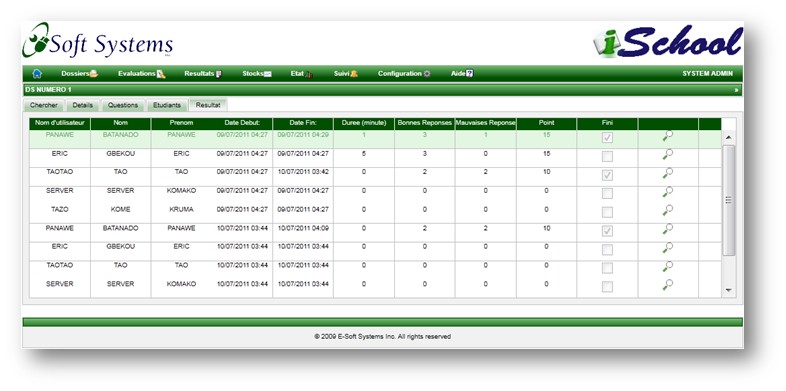 eSoft Systems Inc.
iSchool
Dossiers Evaluations Resultats Stocks Etat Suivi Configuration Aide SYSTEM ADMIN
DS NUMERO 1 »
Chercher Details Questions Etudiants Resultat
Nom d'utilisateur Nom Prenom Date Debut: Date Fin: Duree (minute) Bonnes Reponses Mauvaises Reponse Point Fini
PANAWE BATANADO PANAWE 09/07/2011 04:27 09/07/2011 04:29 1 3 1 15
ERIC GBEKOU ERIC 09/07/2011 04:27 09/07/2011 04:27 5 3 0 15
TAOTAO TAO TAO 09/07/2011 04:27 10/07/2011 03:42 0 2 2 10
SERVER SERVER KOMAKO 09/07/2011 04:27 09/07/2011 04:27 0 0 0 0
TAZO KOME KRUMA 09/07/2011 04:27 09/07/2011 04:27 0 0 0 0
PANAWE BATANADO PANAWE 10/07/2011 03:44 10/07/2011 04:09 0 2 2 10
ERIC GBEKOU ERIC 10/07/2011 03:44 10/07/2011 03:44 0 0 0 0
TAOTAO TAO TAO 10/07/2011 03:44 10/07/2011 03:44 0 0 0 0
SERVER SERVER KOMAKO 10/07/2011 03:44 10/07/2011 03:44 0 0 0 0
© 2009 E-Soft Systems Inc. All rights reserved